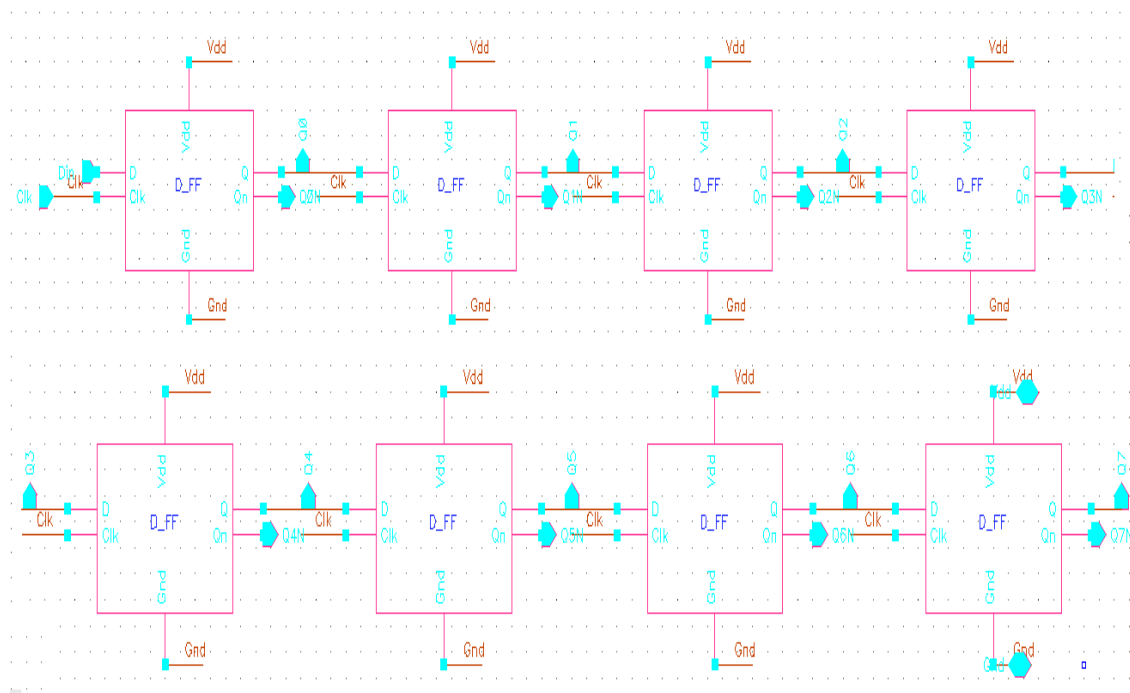 Vdd Vdd Vdd Vdd
Q0 Q1 Q2
Vdd Vdd Vdd Vdd
Din D Q D Q D Q D Q
Clk Clk Clk Clk
D_FF D_FF D_FF D_FF
Clk Clk Qn Q0N Clk Qn Q1N Clk Qn Q2N Clk Qn Q3N
Gnd Gnd Gnd Gnd
Gnd Gnd Gnd Gnd
Vdd Vdd Vdd Vdd
Vdd
Q3 Q4 Q5 Q6 Q7
Vdd Vdd Vdd Vdd
D Q D Q D Q D Q
Clk Clk Clk Clk
D_FF D_FF D_FF D_FF
Clk Qn Q4N Clk Qn Q5N Clk Qn Q6N Clk Qn Q7N
Gnd Gnd Gnd Gnd
Gnd Gnd Gnd Gnd
Gnd